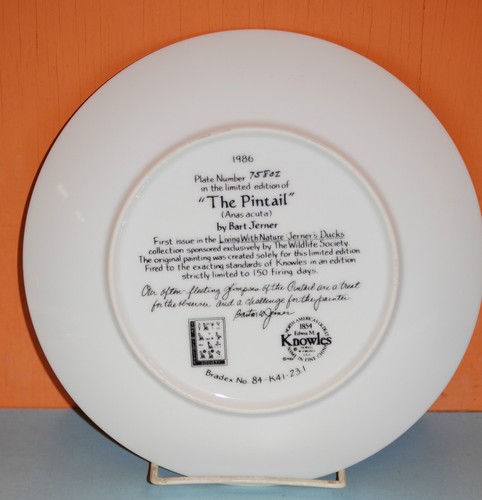 1986
Plate Number 7580I
in the limited edition of
"The Pintail"
(Anas acuta)
by Bart Jerner
First issue in the Living With Nature-Jerner's Ducks
collection sponsored exclusively by The Wildlife Society
The original painting was created solely for this limited edition
Fired to the exacting standards of Knowles in an edition
strictly limited to 150 firing days.
Our often-fleeting glimpses of the Pintail are a treat
for the observer and a challenge for the painter
1854
Edwin M.
Knowles
Bradex No. 84-K41-23.1